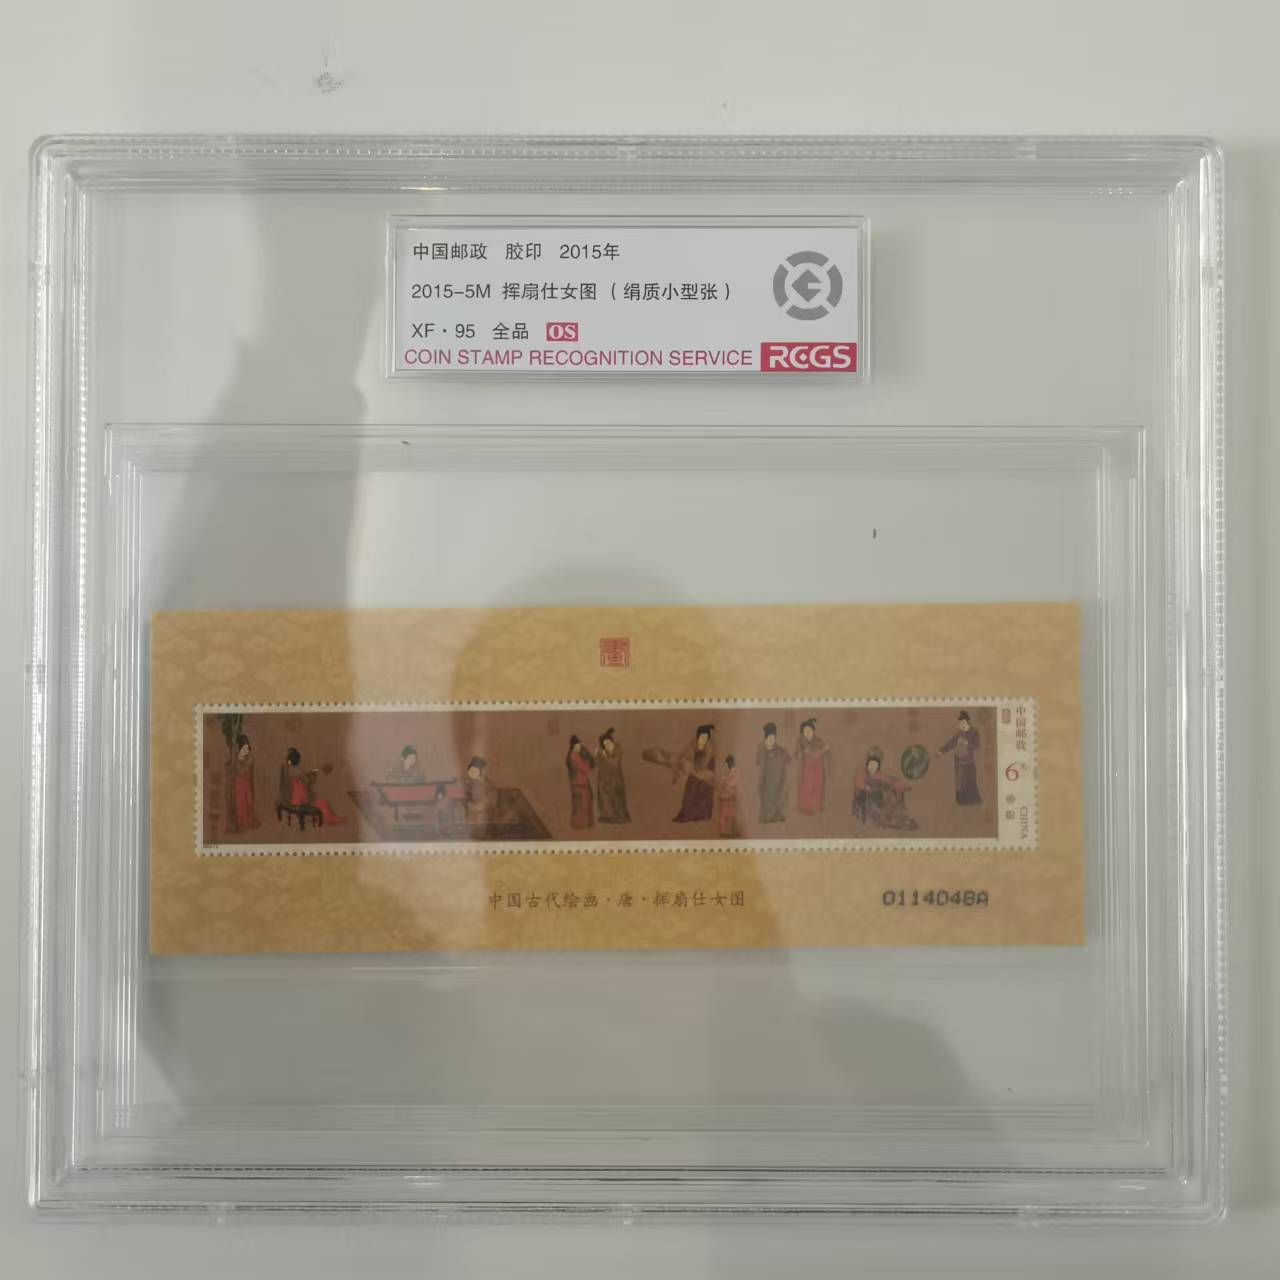 中国邮政 胶印 2015年
2015-5M 挥扇仕女图（绢质小型张）
XF·95 全品 OS
COIN STAMP RECOGNITION SERVICE RCGS
画
中国邮政
6元
CHINA
中国古代绘画·唐·挥扇仕女图
0114048A